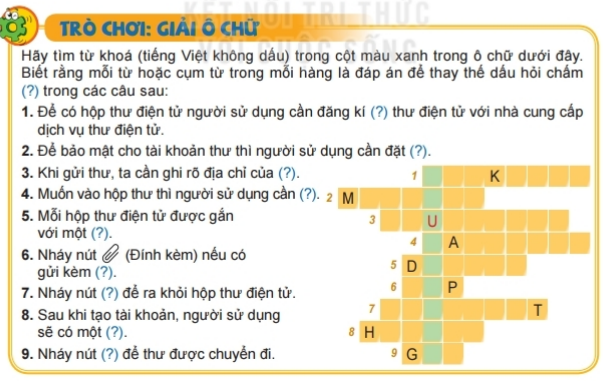 KẾT NỐI TRI THỨC
VỚI CUỘC SỐNG
TRÒ CHƠI: GIẢI Ô CHỮ
Hãy tìm từ khoá (tiếng Việt không dấu) trong cột màu xanh trong ô chữ dưới đây.
Biết rằng mỗi từ hoặc cụm từ trong mỗi hàng là đáp án để thay thế dấu hỏi chấm
(?) trong các câu sau:
1. Để có hộp thư điện tử người sử dụng cần đăng kí (?) thư điện tử với nhà cung cấp
dịch vụ thư điện tử.
2. Để bảo mật cho tài khoản thư thì người sử dụng cần đặt (?).
3. Khi gửi thư, ta cần ghi rõ địa chỉ của (?).
4. Muốn vào hộp thư thì người sử dụng cần (?).
5. Mỗi hộp thư điện tử được gắn
với một (?).
6. Nháy nút (Đính kèm) nếu có
gửi kèm (?).
7. Nháy nút (?) để ra khỏi hộp thư điện tử.
8. Sau khi tạo tài khoản, người sử dụng
sẽ có một (?).
9. Nháy nút (?) để thư được chuyển đi.
1 K
2 M
3 U
4 A
5 D
6 P
7 T
8 H
9 G